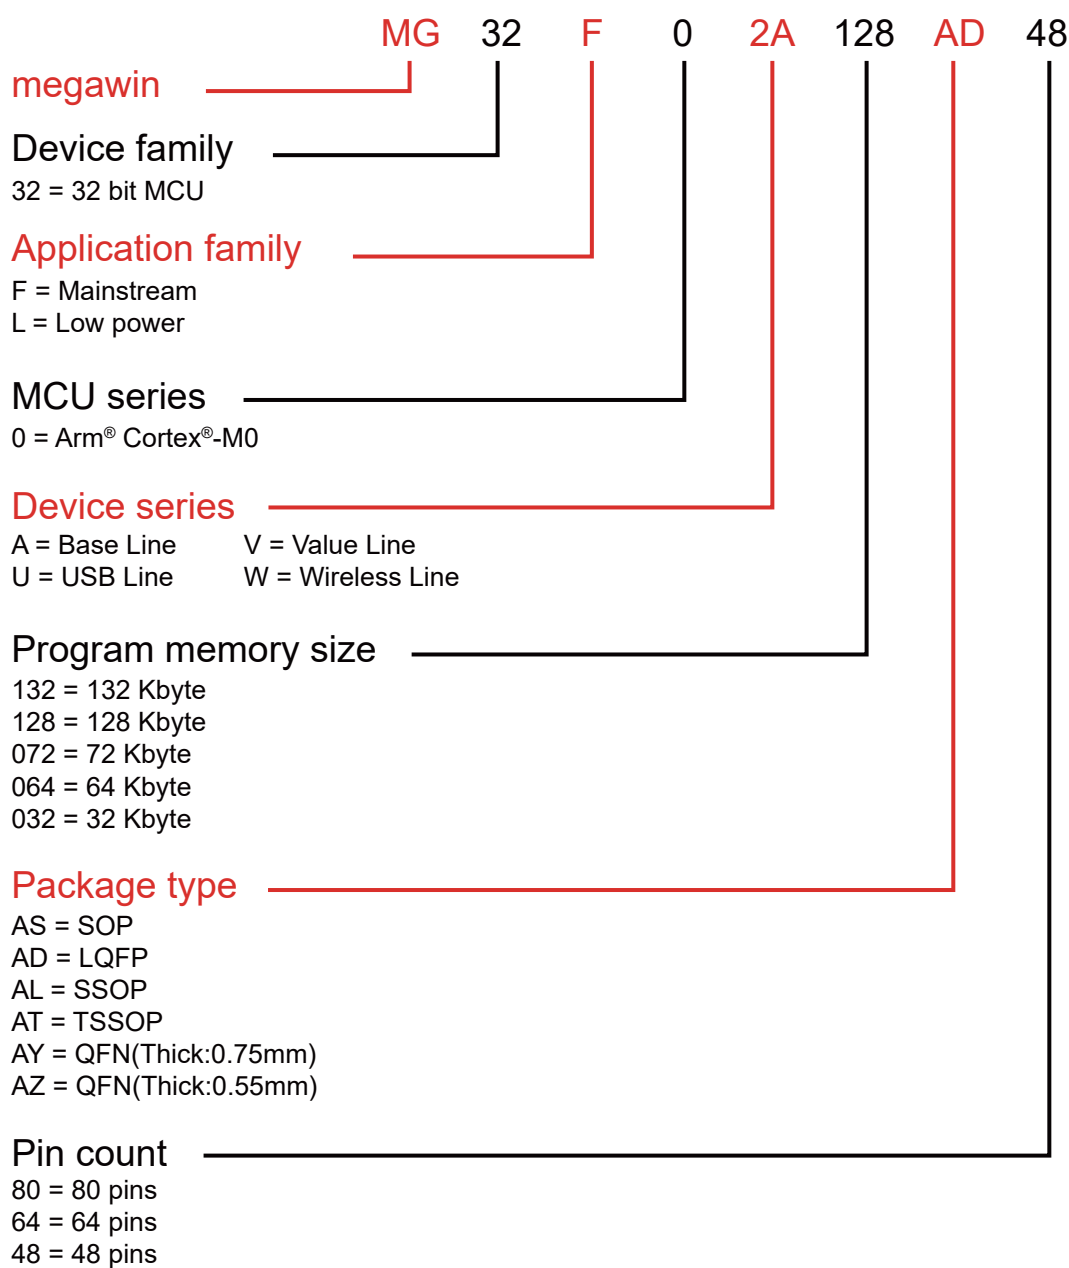 MG 32 F 0 2A 128 AD 48
megawin
Device family
32 = 32 bit MCU
Application family
F = Mainstream
L = Low power
MCU series
0 = Arm® Cortex®-M0
Device series
A = Base Line V = Value Line
U = USB Line W = Wireless Line
Program memory size
132 = 132 Kbyte
128 = 128 Kbyte
072 = 72 Kbyte
064 = 64 Kbyte
032 = 32 Kbyte
Package type
AS = SOP
AD = LQFP
AL = SSOP
AT = TSSOP
AY = QFN(Thick:0.75mm)
AZ = QFN(Thick:0.55mm)
Pin count
80 = 80 pins
64 = 64 pins
48 = 48 pins